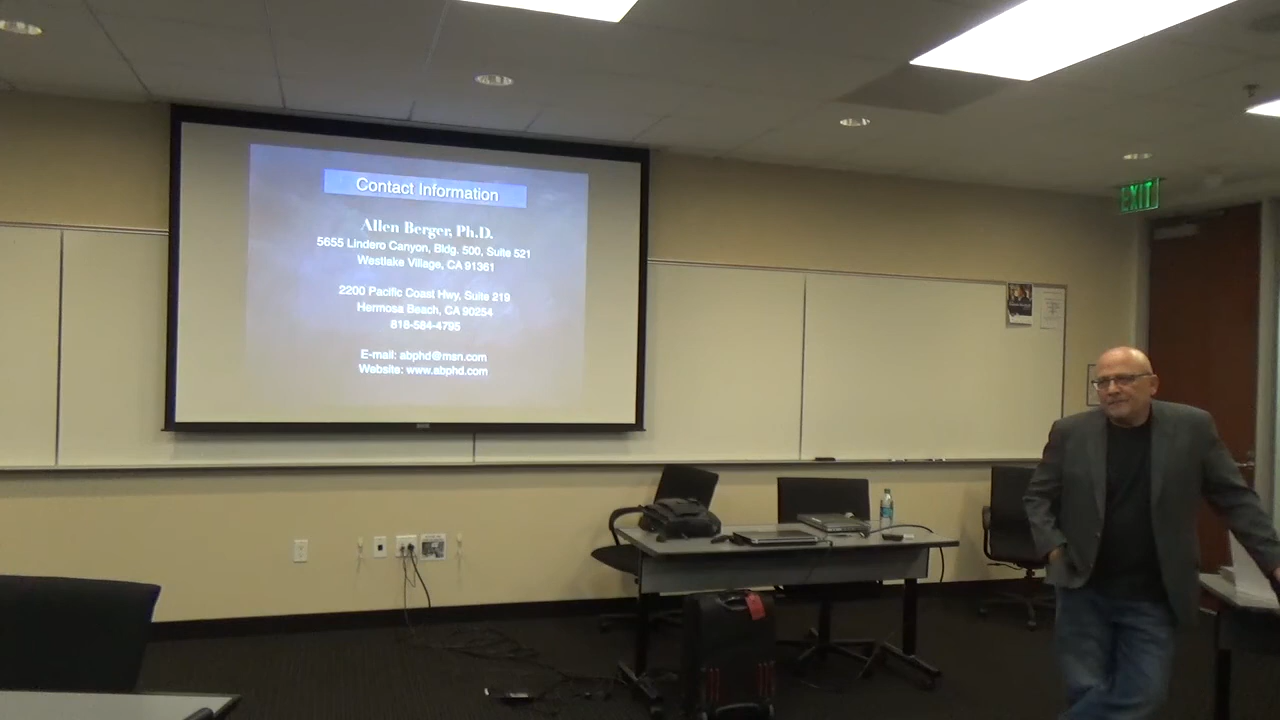 Contact Information
Allen Berger, Ph.D.
5655 Lindero Canyon, Bldg. 500, Suite 521
Westlake Village, CA 91361
2200 Pacific Coast Hwy, Suite 219
Hermosa Beach, CA 90254
818-584-4795
E-mail: abphd@msn.com
Website: www.abphd.com
EXIT